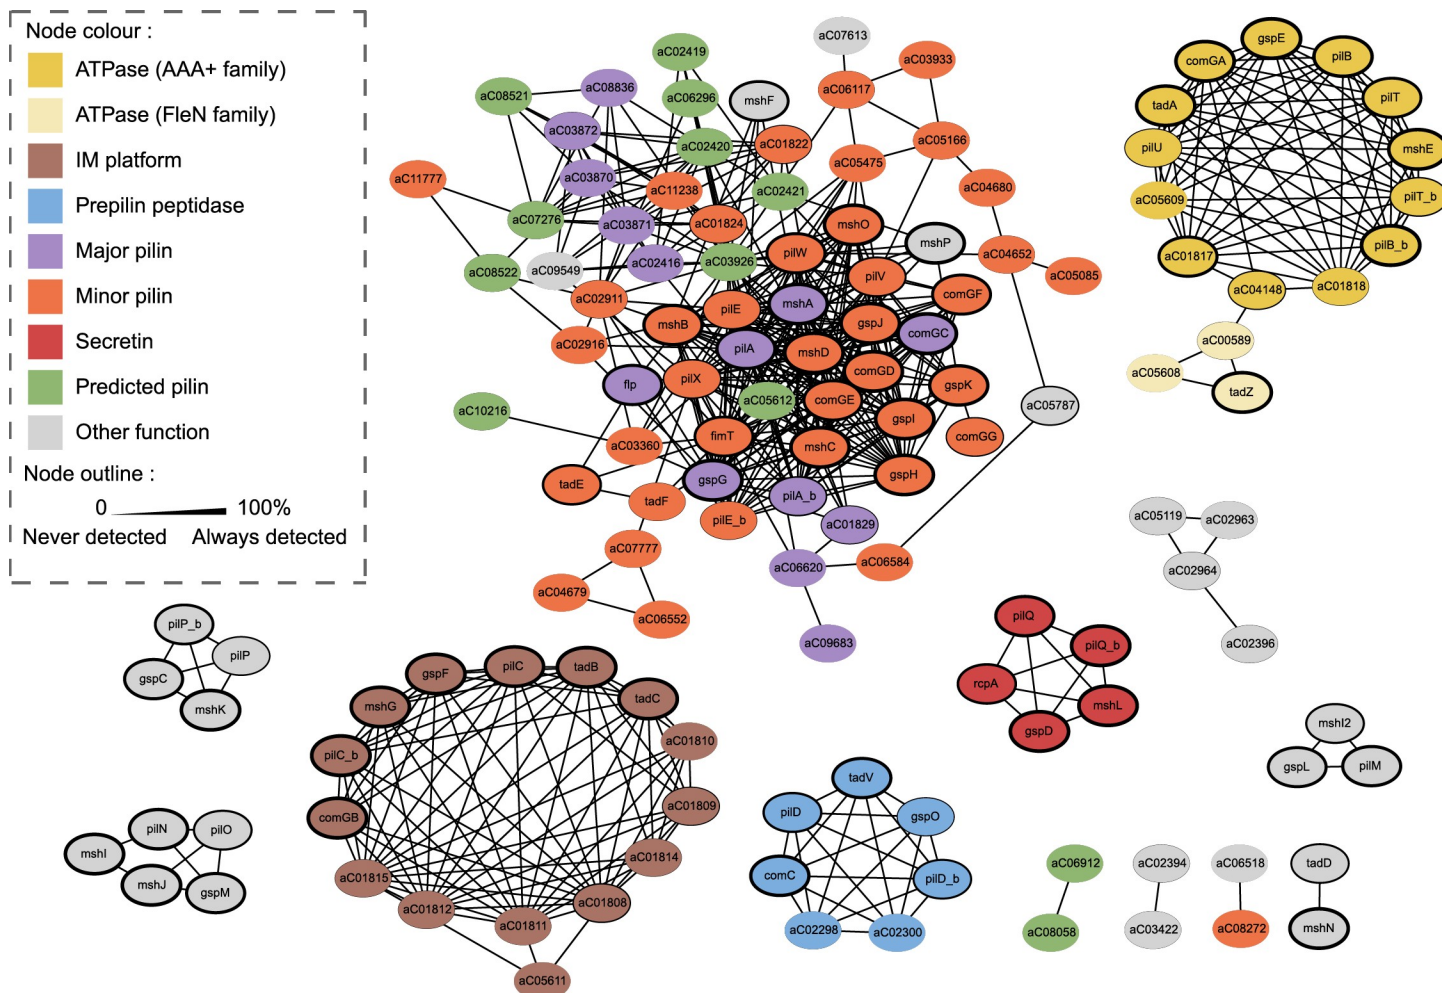 Node colour :
ATPase (AAA+ family)
ATPase (FleN family)
IM platform
Prepilin peptidase
Major pilin
Minor pilin
Secretin
Predicted pilin
Other function
Node outline :
0 100%
Never detected Always detected
aC07613
aC02419
aC03933
aC08836
aC06117
aC08521
aC06296
mshF
aC03872
aC05166
aC02420
aC01822
aC05475
aC11777
aC03870
aC11238
aC02421
aC04680
aC07276
aC03871
aC01824
mshO
mshP
aC08522
aC09549
aC02416
aC03926
pilW
aC04652
aC05085
pilV
comGF
aC02911
pilE
mshA
mshB
gspJ
comGC
aC02916
pilA
mshD
flp
pilX
comGD
gspK
aC05612
comGE
aC05787
aC10216
gspI
aC03360
fimT
mshC
comGG
gspG
gspH
tadE
tadF
pilA_b
pilE_b
aC01829
aC07777
aC06620
aC06584
aC04679
aC06552
aC09683
gspE
pilB
comGA
pilT
tadA
pilU
mshE
aC05609
pilT_b
aC01817
pilB_b
aC04148
aC01818
aC00589
aC05608
tadZ
aC05119
aC02963
aC02964
aC02396
pilP_b
pilP
gspC
mshK
pilN
pilO
mshI
mshJ
gspM
gspF
pilC
tadB
mshG
tadC
pilC_b
aC01810
comGB
aC01809
aC01814
aC01815
aC01812
aC01811
aC01808
aC05611
tadV
pilD
gspO
comC
pilD_b
aC02298
aC02300
pilQ
pilQ_b
rcpA
mshL
gspD
mshI2
gspL
pilM
aC06912
aC08058
aC02394
aC03422
aC06518
aC08272
tadD
mshN